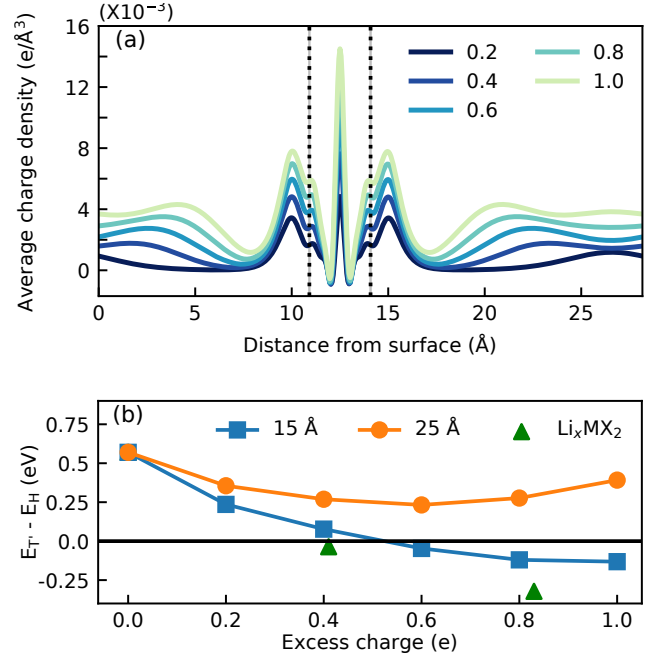 (X10⁻³)
(a)
0.2
0.4
0.6
0.8
1.0
Average charge density (e/Å³)
16
12
8
4
0
0 5 10 15 20 25
Distance from surface (Å)
(b)
15 Å
25 Å
LiₓMX₂
E_T' - E_H (eV)
0.75
0.5
0.25
0.0
-0.25
0.0 0.2 0.4 0.6 0.8 1.0
Excess charge (e)